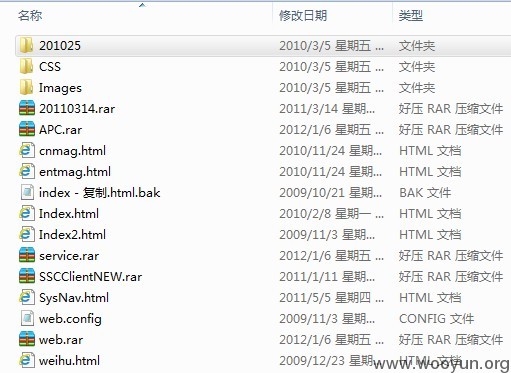 名称 修改日期 类型
201025 2010/3/5 星期五 ... 文件夹
CSS 2010/3/5 星期五 ... 文件夹
Images 2010/3/5 星期五 ... 文件夹
20110314.rar 2011/3/14 星期... 好压 RAR 压缩文件
APC.rar 2012/1/6 星期五 ... 好压 RAR 压缩文件
cnmag.html 2010/11/24 星期... HTML 文档
entmag.html 2010/11/24 星期... HTML 文档
index - 复制.html.bak 2009/10/21 星期... BAK 文件
Index.html 2010/2/8 星期一 ... HTML 文档
Index2.html 2009/11/3 星期... HTML 文档
service.rar 2012/1/6 星期五 ... 好压 RAR 压缩文件
SSCClientNEW.rar 2011/1/11 星期... 好压 RAR 压缩文件
SysNav.html 2011/5/5 星期四 ... HTML 文档
web.config 2009/11/3 星期... CONFIG 文件
web.rar 2012/1/6 星期五 ... 好压 RAR 压缩文件
weihu.html 2009/12/23 星期... HTML 文档
www.wooyun.org